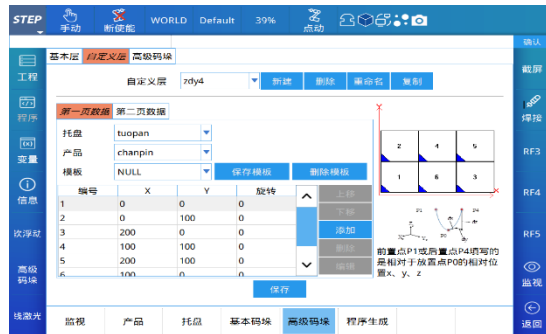 STEP 手动 断使能 WORLD Default 39% 点动
确认
工程
程序
变量
信息
次浮动
高级
码垛
线激光
截屏
焊接
RF3
RF4
RF5
监视
返回
基本层 自定义层 高级码垛
自定义层 zdy4 新建 删除 重命名 复制
第一页数据 第二页数据
托盘 tuopan
产品 chanpin
模板 NULL 保存模板 删除模板
编号 X Y 旋转
1 0 0 0
2 0 100 0
3 200 0 0
4 100 100 0
5 200 100 0
6 100 0 0
上移
下移
添加
删除
编辑
X
2 4 5
1 6 3
X
P1 P4
前置点P1或后置点P4填写的
是相对于放置点P0的相对位
置x、y、z
保存
监视 产品 托盘 基本码垛 高级码垛 程序生成